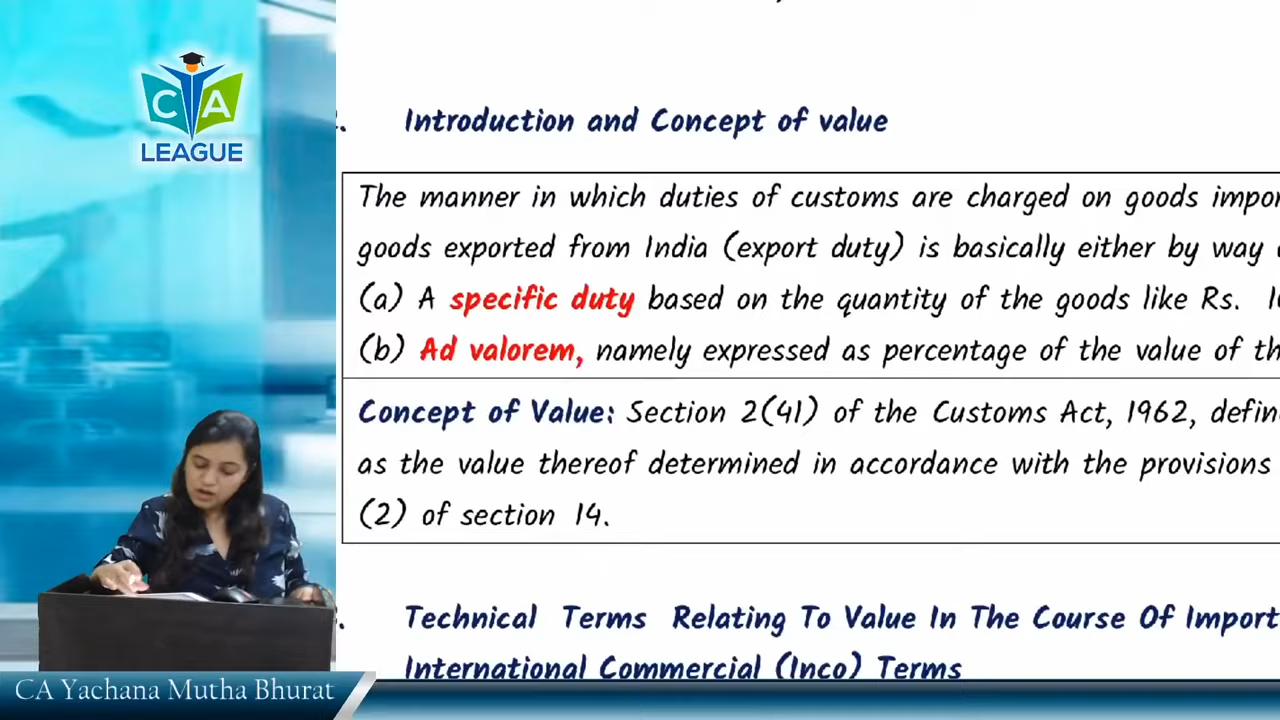 CA
LEAGUE
Introduction and Concept of value
The manner in which duties of customs are charged on goods
goods exported from India (export duty) is basically either by way
(a) A specific duty based on the quantity of the goods like Rs.
(b) Ad valorem, namely expressed as percentage of the value of
Concept of Value: Section 2(41) of the Customs Act, 1962,
as the value thereof determined in accordance with the provisions
(2) of section 14.
Technical Terms Relating To Value In The Course Of Import
International Commercial (Inco) Terms
CA Yachana Mutha Bhurat